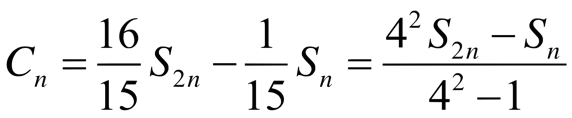 $C_n = \frac{16}{15} S_{2n} - \frac{1}{15} S_n = \frac{4^2 S_{2n} - S_n}{4^2 - 1}$